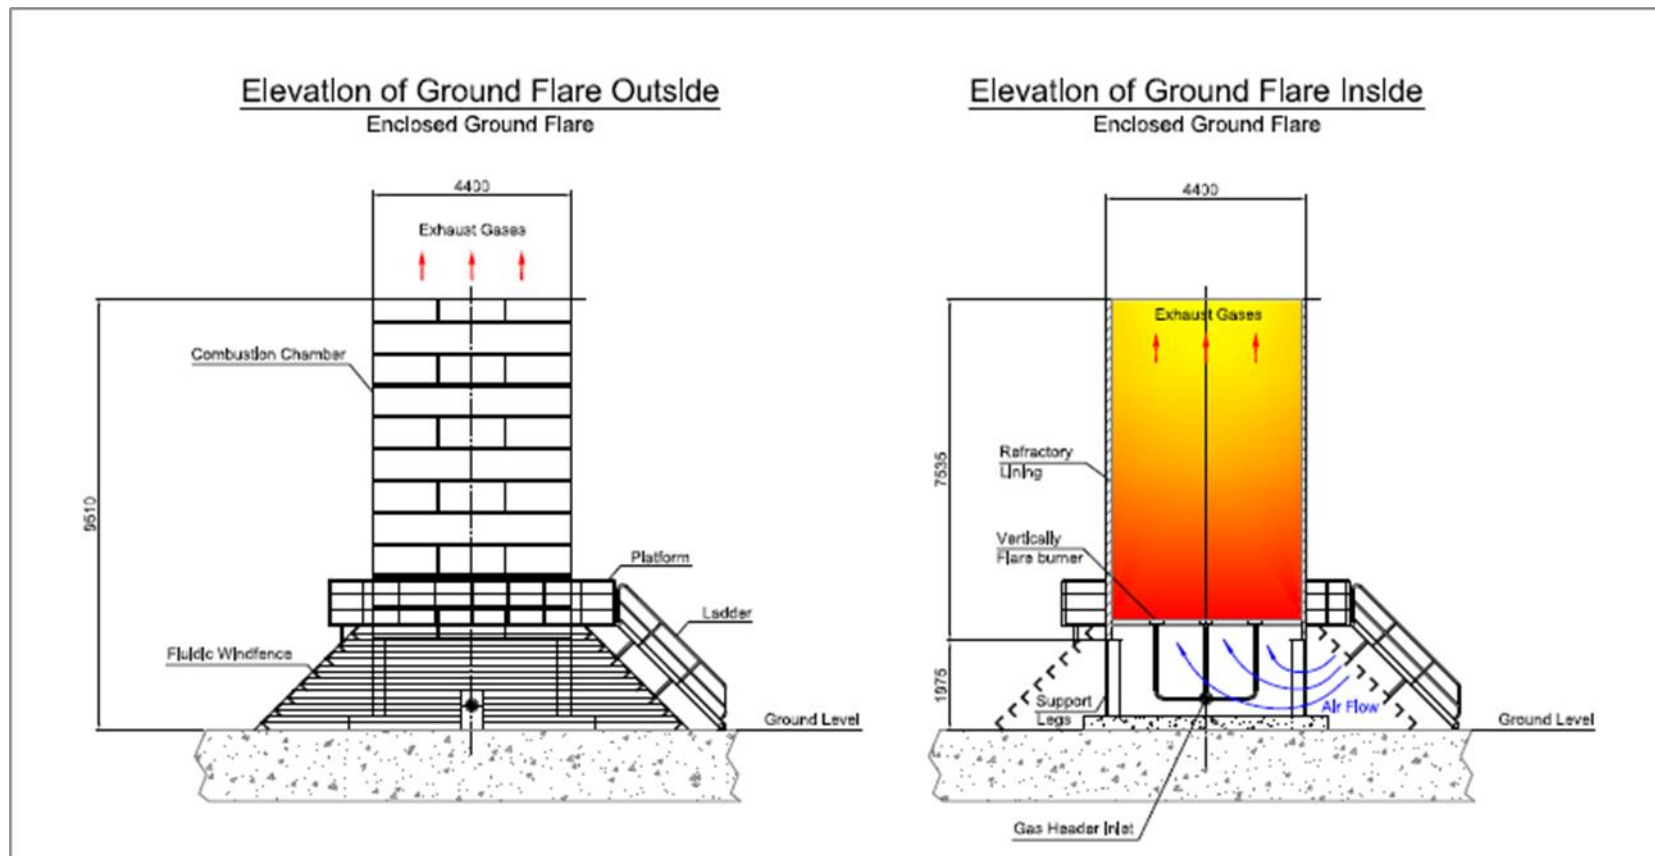 Elevation of Ground Flare Outside
Enclosed Ground Flare
4400
Exhaust Gases
Combustion Chamber
9510
Platform
Ladder
Fluidic Windfence
Ground Level
Elevation of Ground Flare Inside
Enclosed Ground Flare
4400
Exhaust Gases
Refractory
Lining
7535
Vertically
Flare burner
1975
Support
Legs
Air Flow
Ground Level
Gas Header Inlet